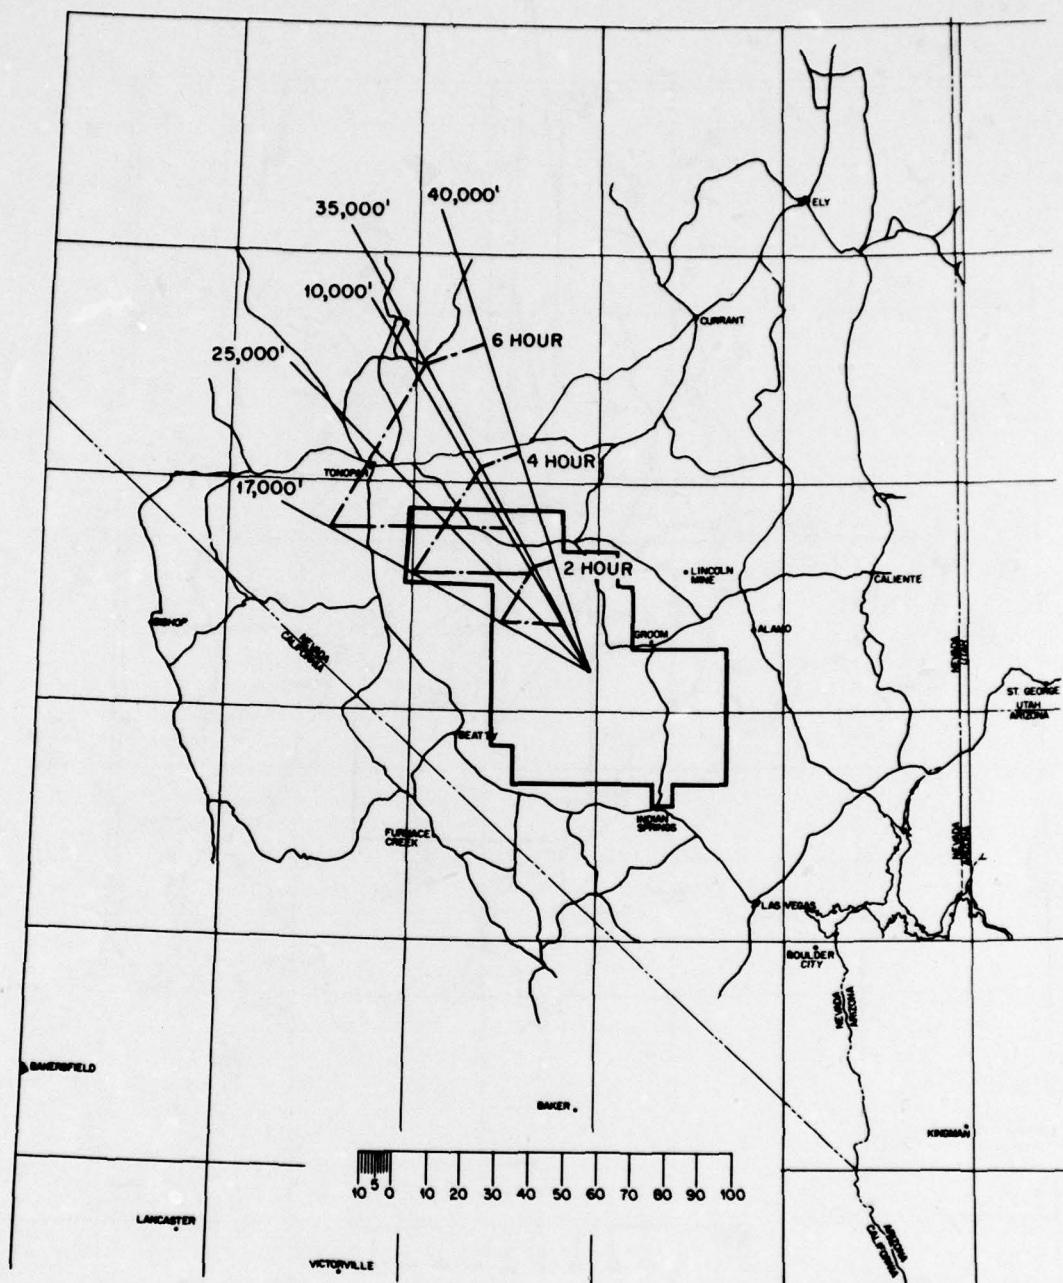 ELY
40,000'
35,000'
10,000'
CURRANT
6 HOUR
25,000'
4 HOUR
TONOPAH
17,000'
2 HOUR
LINCOLN
MINE
CALIENTE
BISHOP
ALAMO
GROOM
NEVADA
CALIFORNIA
NEVADA
UTAH
ST. GEORGE
UTAH
ARIZONA
BEATTY
INDIAN
SPRINGS
FURNACE
CREEK
NEVADA
ARIZONA
LAS VEGAS
BOULDER
CITY
NEVADA
ARIZONA
BAKERSFIELD
BAKER
KINGMAN
10 5 0 10 20 30 40 50 60 70 80 90 100
LANCASTER
ARIZONA
CALIFORNIA
VICTORVILLE